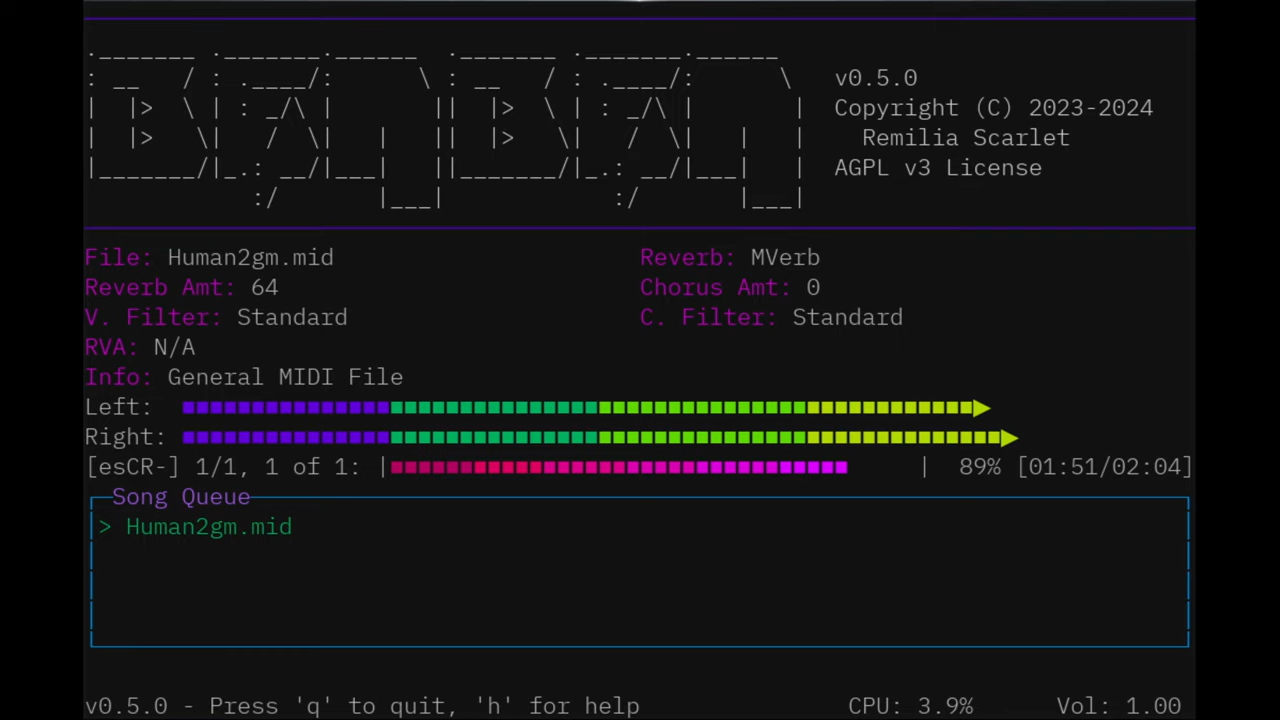 v0.5.0
Copyright (C) 2023-2024
Remilia Scarlet
AGPL v3 License
File: Human2gm.mid
Reverb: MVerb
Reverb Amt: 64
Chorus Amt: 0
V. Filter: Standard
C. Filter: Standard
RVA: N/A
Info: General MIDI File
Left:
Right:
[esCR-] 1/1, 1 of 1: | | 89% [01:51/02:04]
Song Queue
> Human2gm.mid
v0.5.0 - Press 'q' to quit, 'h' for help CPU: 3.9% Vol: 1.00